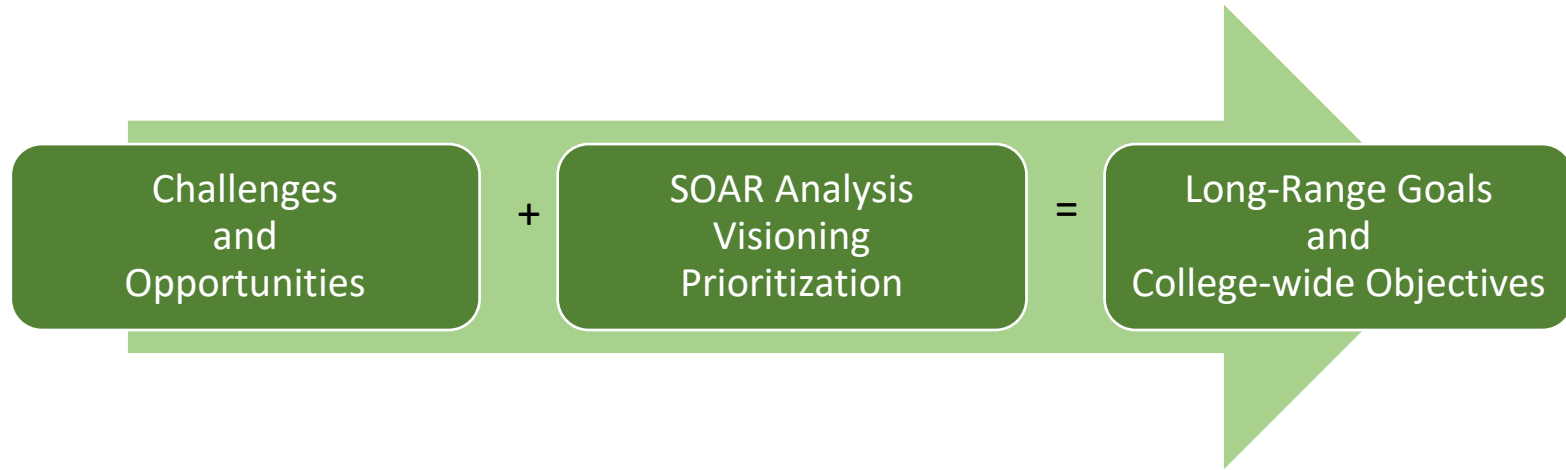 Challenges
and
Opportunities
+
SOAR Analysis
Visioning
Prioritization
=
Long-Range Goals
and
College-wide Objectives